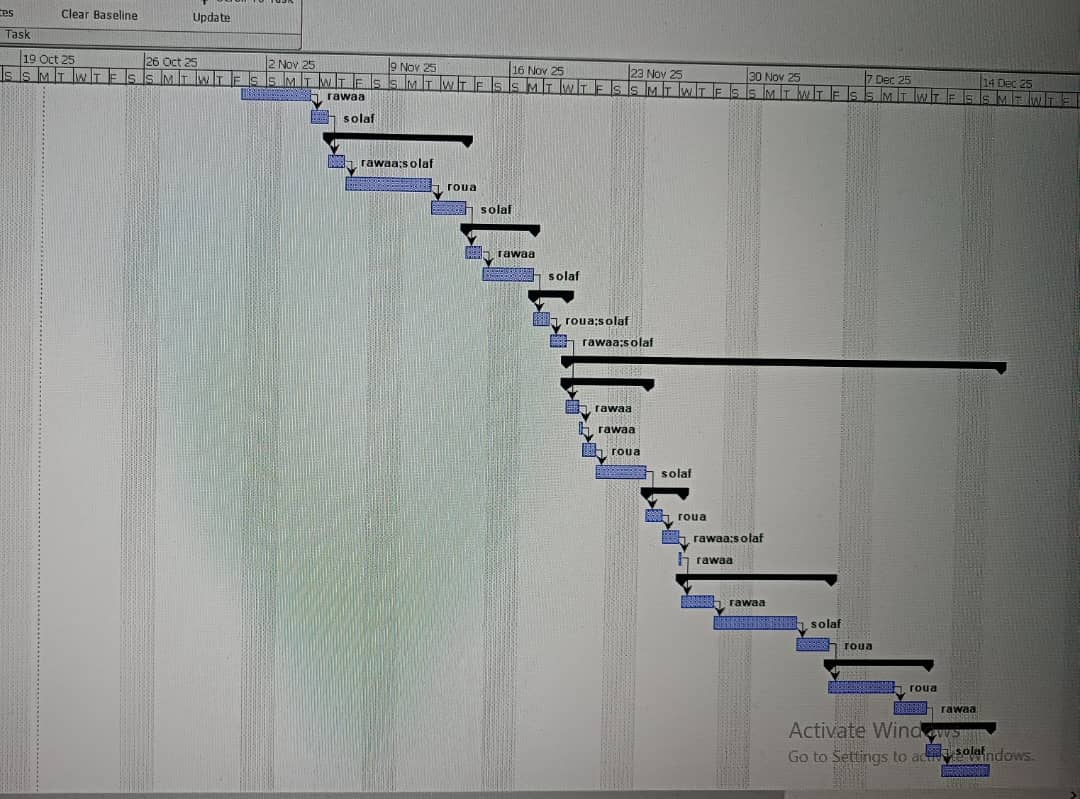 Clear Baseline
Update
Task
19 Oct 25 26 Oct 25 2 Nov 25 9 Nov 25 16 Nov 25 23 Nov 25 30 Nov 25 7 Dec 25 14 Dec 25
S S M T W T F S S M T W T F S S M T W T F S S M T W T F S S M T W T F S S M T W T F S S M T W T F S S M T W T F S S M T W T F
rawaa
solaf
rawaa;solaf
roua
solaf
rawaa
solaf
roua;solaf
rawaa;solaf
rawaa
rawaa
roua
solaf
roua
rawaa;solaf
rawaa
rawaa
solaf
roua
roua
rawaa
Activate Windows
solaf
Go to Settings to activate Windows.